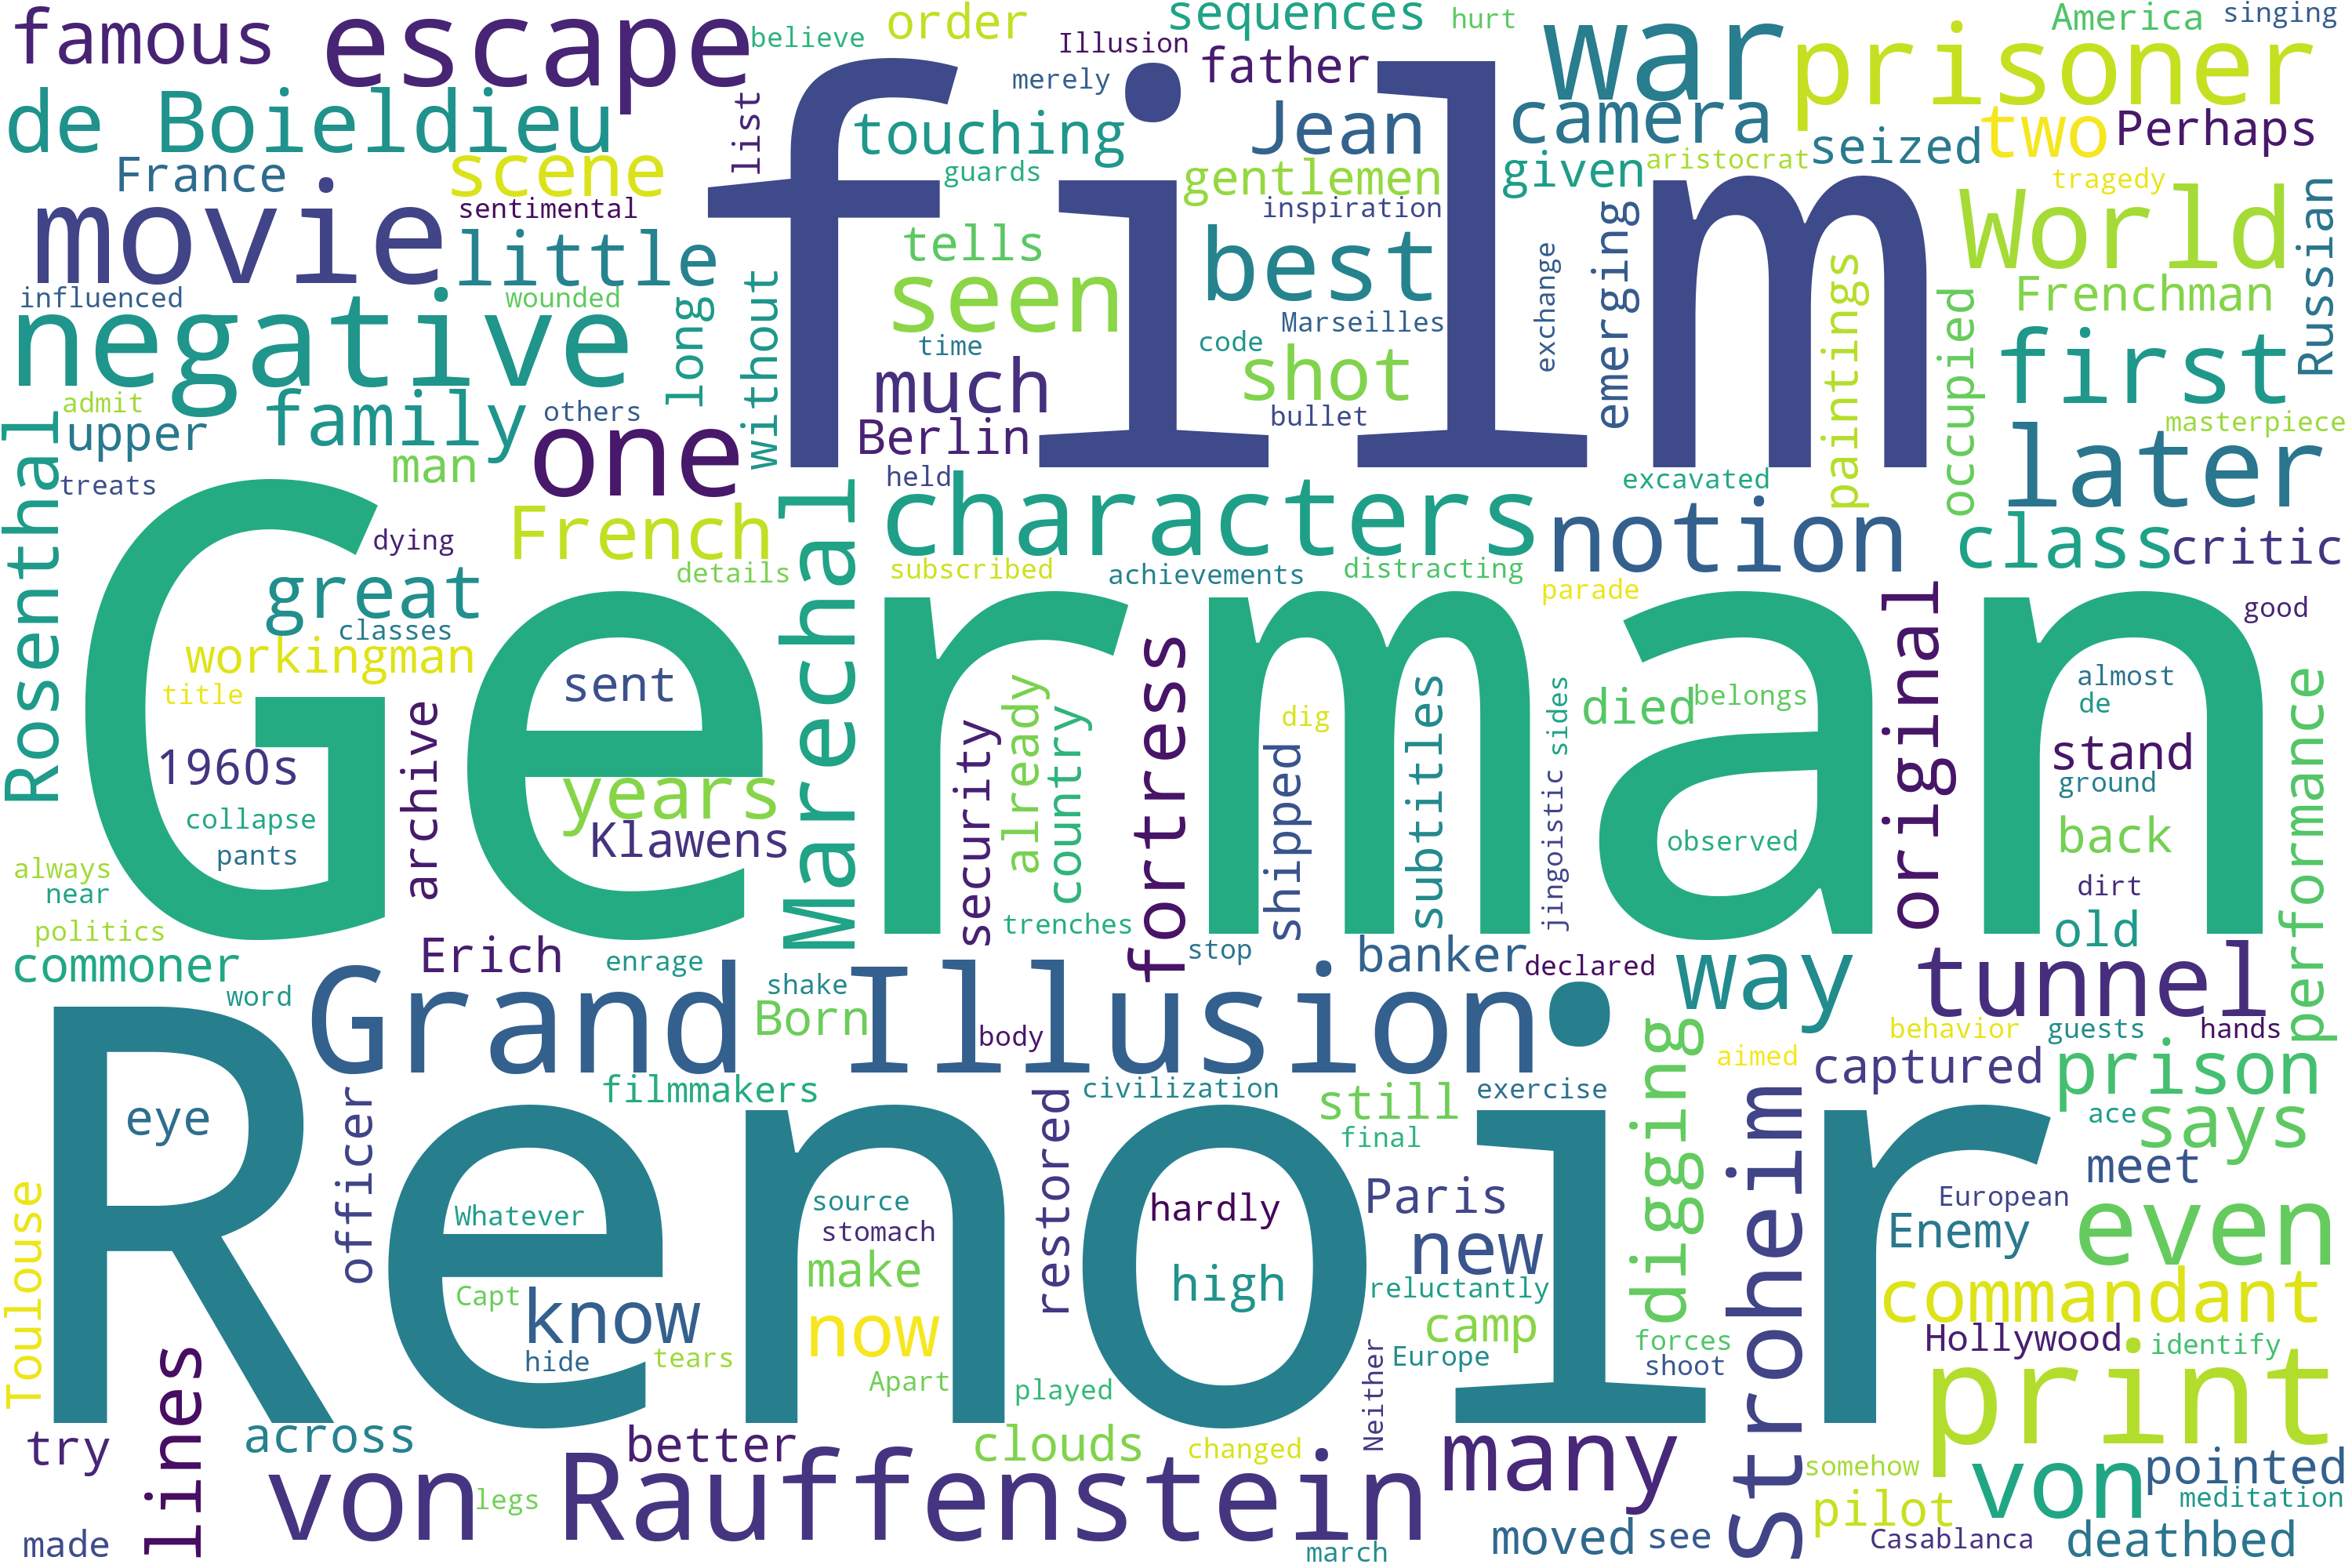 famous
escape
believe
order
Illusion
sequences
hurt
war
prisoner
America
singing
de Boieldieu
list
merely
father
touching
Jean
camera
seized
two
Perhaps
France
scene
guards
gentlemen
given
aristocrat
tragedy
movie
sentimental
little
film
tells
inspiration
best
exchange
emerging
paintings
World
Russian
influenced
wounded
long
without
seen
Marseilles
occupied
Frenchman
negative
time
code
shot
first
admit
family
others
much
bullet
masterpiece
upper
one
Berlin
later
Rosenthal
man
treats
held
characters
excavated
dying
French
Marechal
notion
class
critic
great
details
subscribed
achievements
distracting
parade
original
good
classes
workingman
German
title
sent
fortress
subtitles
jingoistic
sides
died
belongs
almost
de
performance
1960s
archive
years
security
already
country
dig
shipped
stand
ground
collapse
pants
Klawens
observed
back
always
near
dirt
politics
trenches
old
commoner
Erich
enrage
stop
banker
declared
way
tunnel
word
Grand Illusion
shake
Born
body
behavior
guests
hands
filmmakers
civilization
exercise
digging
aimed
captured
prison
eye
officer
Renoir
restored
still
final
Stroheim
ace
says
meet
Toulouse
Whatever
source
stomach
hardly
Paris
European
Enemy
even
Capt
know
make
high
new
reluctantly
commandant
now
camp
hide
tears
Europe
forces
shoot
Hollywood
identify
lines
Apart
played
Neither
print
try
across
better
clouds
changed
many
somehow
von
pointed
von Rauffenstein
legs
pilot
meditation
made
march
moved
see
Casablanca
deathbed